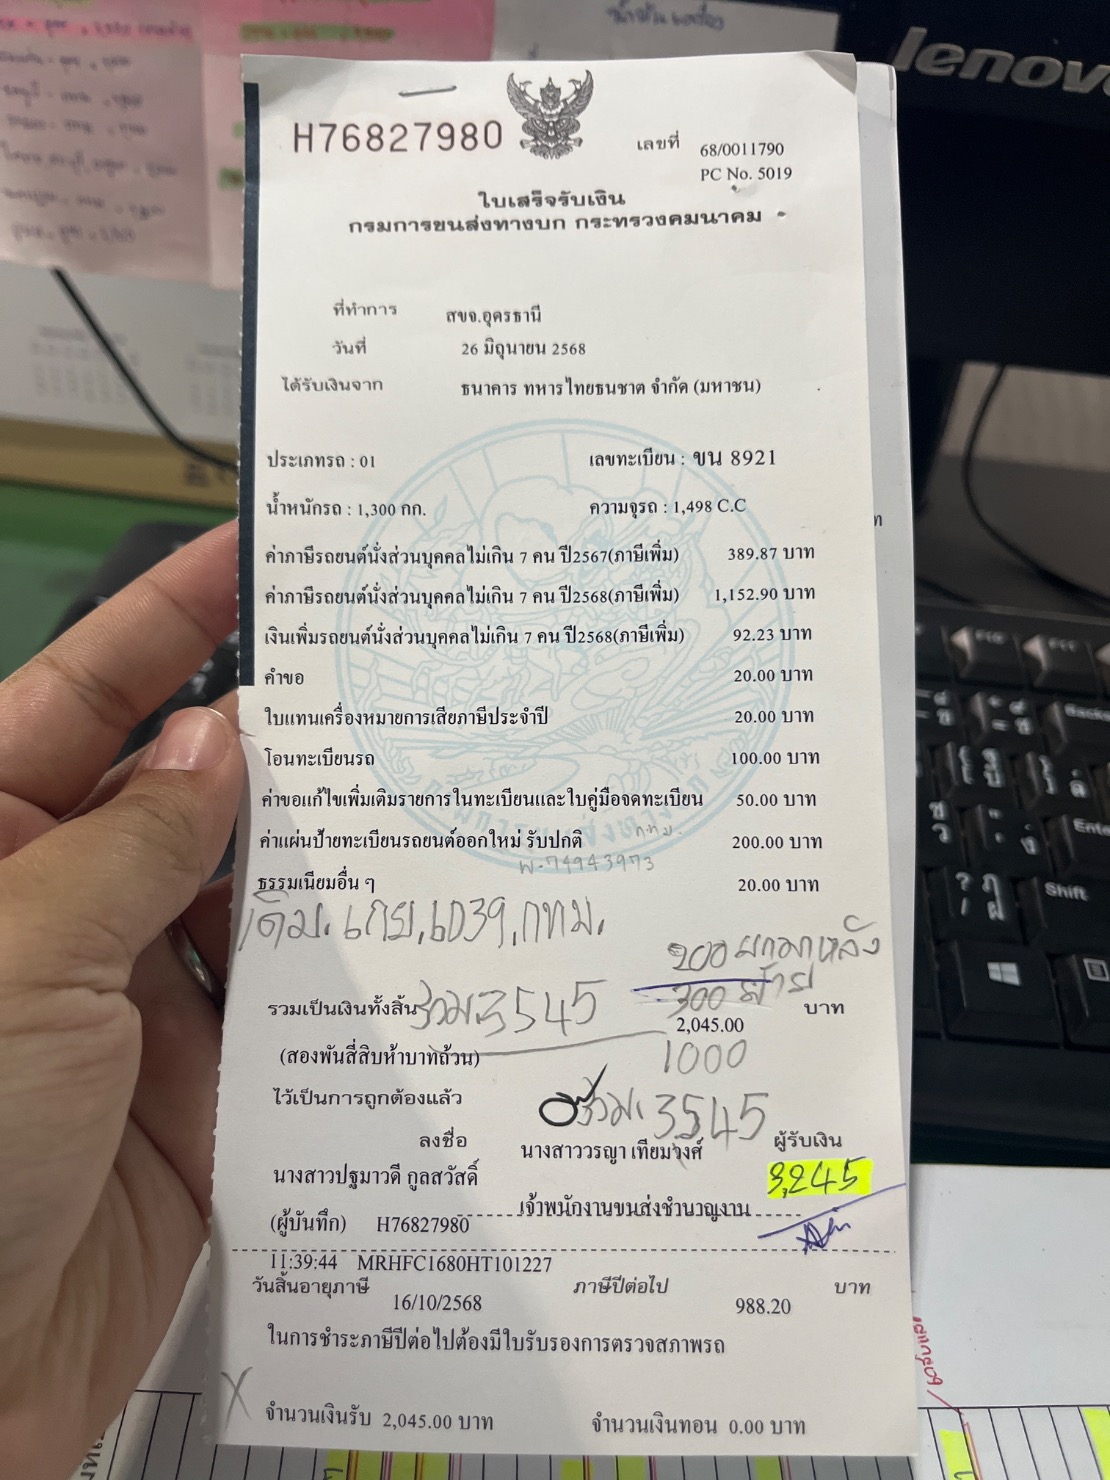 lenovo
H76827980
เลขที่ 68/0011790
PC No. 5019
ใบเสร็จรับเงิน
กรมการขนส่งทางบก กระทรวงคมนาคม
ที่ทำการ สขจ.อุดรธานี
วันที่ 26 มิถุนายน 2568
ได้รับเงินจาก ธนาคาร ทหารไทยธนชาต จำกัด (มหาชน)
ประเภทรถ : 01 เลขทะเบียน : ขน 8921
น้ำหนักรถ : 1,300 กก. ความจุรถ : 1,498 C.C
ค่าภาษีรถยนต์นั่งส่วนบุคคลไม่เกิน 7 คน ปี2567(ภาษีเพิ่ม) 389.87 บาท
ค่าภาษีรถยนต์นั่งส่วนบุคคลไม่เกิน 7 คน ปี2568(ภาษีเพิ่ม) 1,152.90 บาท
เงินเพิ่มรถยนต์นั่งส่วนบุคคลไม่เกิน 7 คน ปี2568(ภาษีเพิ่ม) 92.23 บาท
คำขอ 20.00 บาท
ใบแทนเครื่องหมายการเสียภาษีประจำปี 20.00 บาท
โอนทะเบียนรถ 100.00 บาท
ค่าขอแก้ไขเพิ่มเติมรายการในทะเบียนและใบคู่มือจดทะเบียน 50.00 บาท
ค่าแผ่นป้ายทะเบียนรถยนต์ออกใหม่ รับปกติ 200.00 บาท
กทม.
พ-74943973
ธรรมเนียมอื่น ๆ 20.00 บาท
เดิม. 1กย.6039.กทม.
200 ยกมาหลัง
300 ป้าย
รวมเป็นเงินทั้งสิ้น รวม.3545 2,045.00 บาท
(สองพันสี่สิบห้าบาทถ้วน) 1000
ไว้เป็นการถูกต้องแล้ว รวม. 3545
ลงชื่อ นางสาววรญา เทียมวงศ์ ผู้รับเงิน
นางสาวปฐมาวดี กูลสวัสดิ์ 3,245
เจ้าพนักงานขนส่งชำนาญงาน
(ผู้บันทึก) H76827980
11:39:44 MRHFC1680HT101227
วันสิ้นอายุภาษี 16/10/2568 ภาษีปีต่อไป 988.20 บาท
ในการชำระภาษีปีต่อไปต้องมีใบรับรองการตรวจสภาพรถ
X
จำนวนเงินรับ 2,045.00 บาท จำนวนเงินทอน 0.00 บาท
Enter
Shift